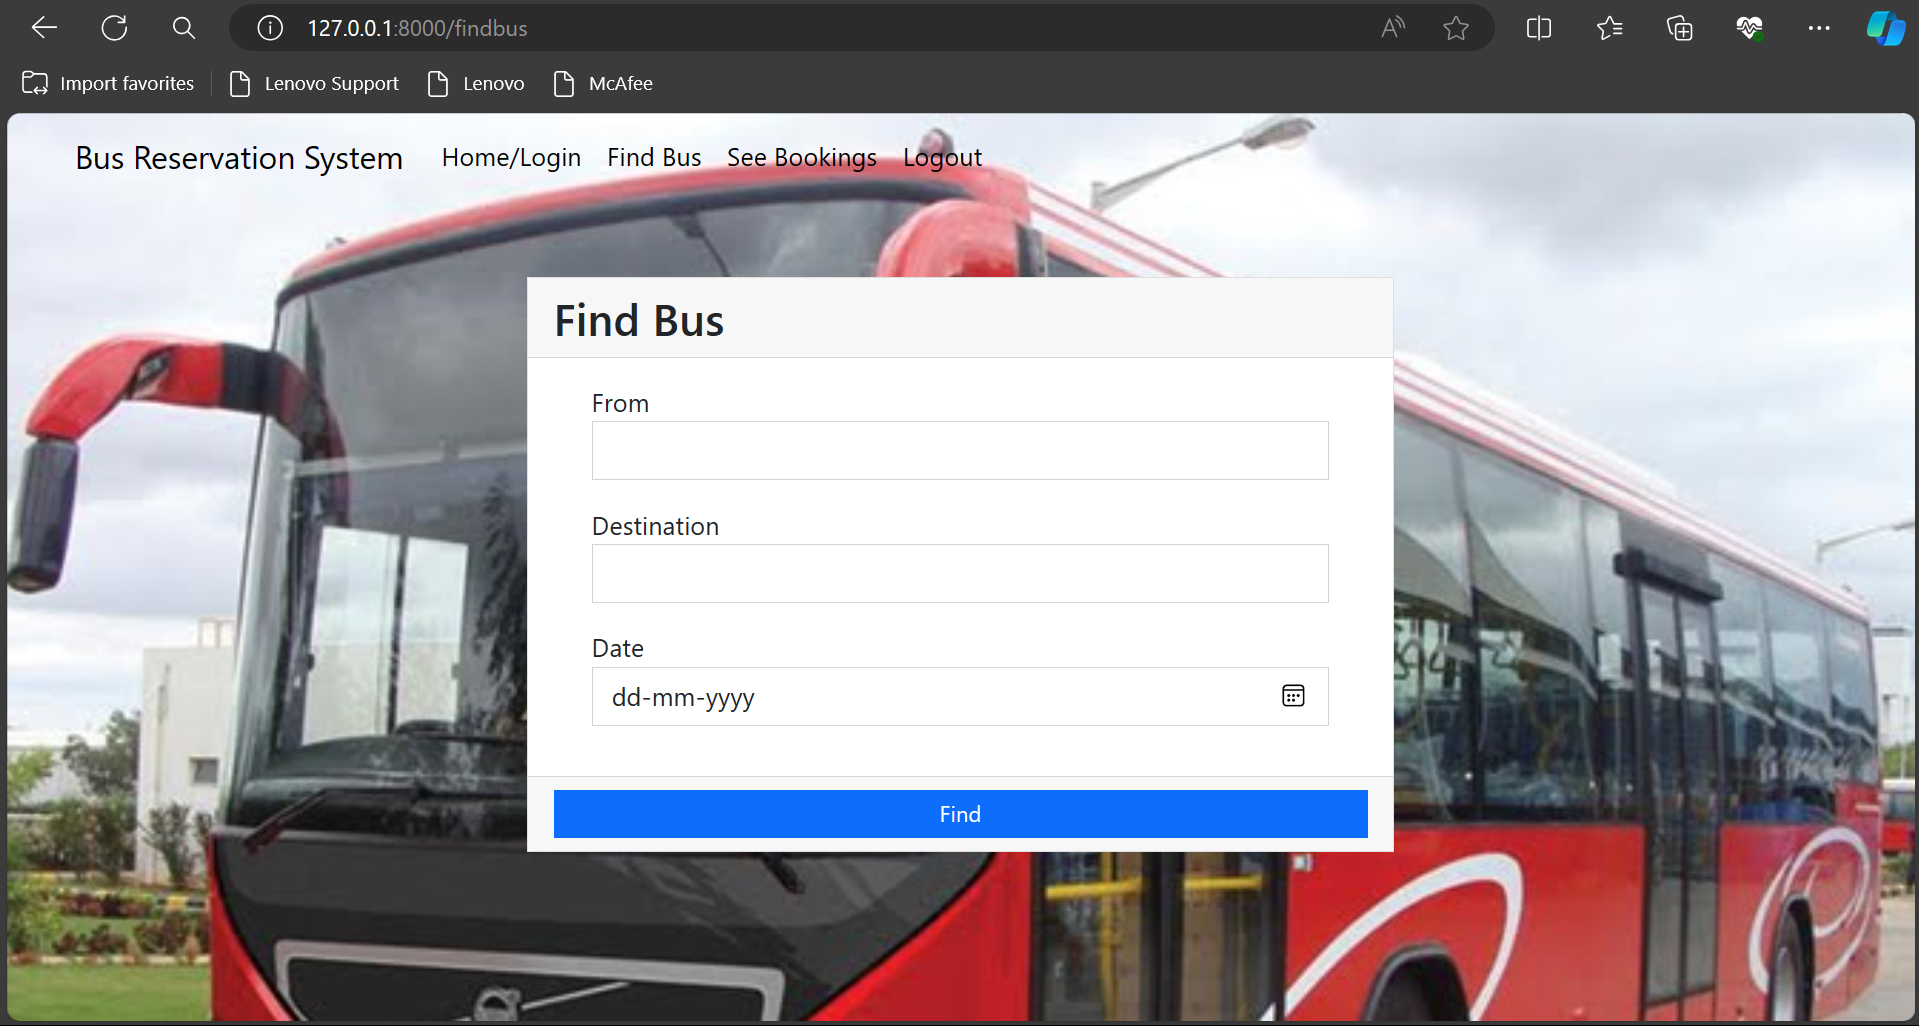 127.0.0.1:8000/findbus
Import favorites Lenovo Support Lenovo McAfee
Bus Reservation System Home/Login Find Bus See Bookings Logout
Find Bus
From
Destination
Date
dd-mm-yyyy
Find